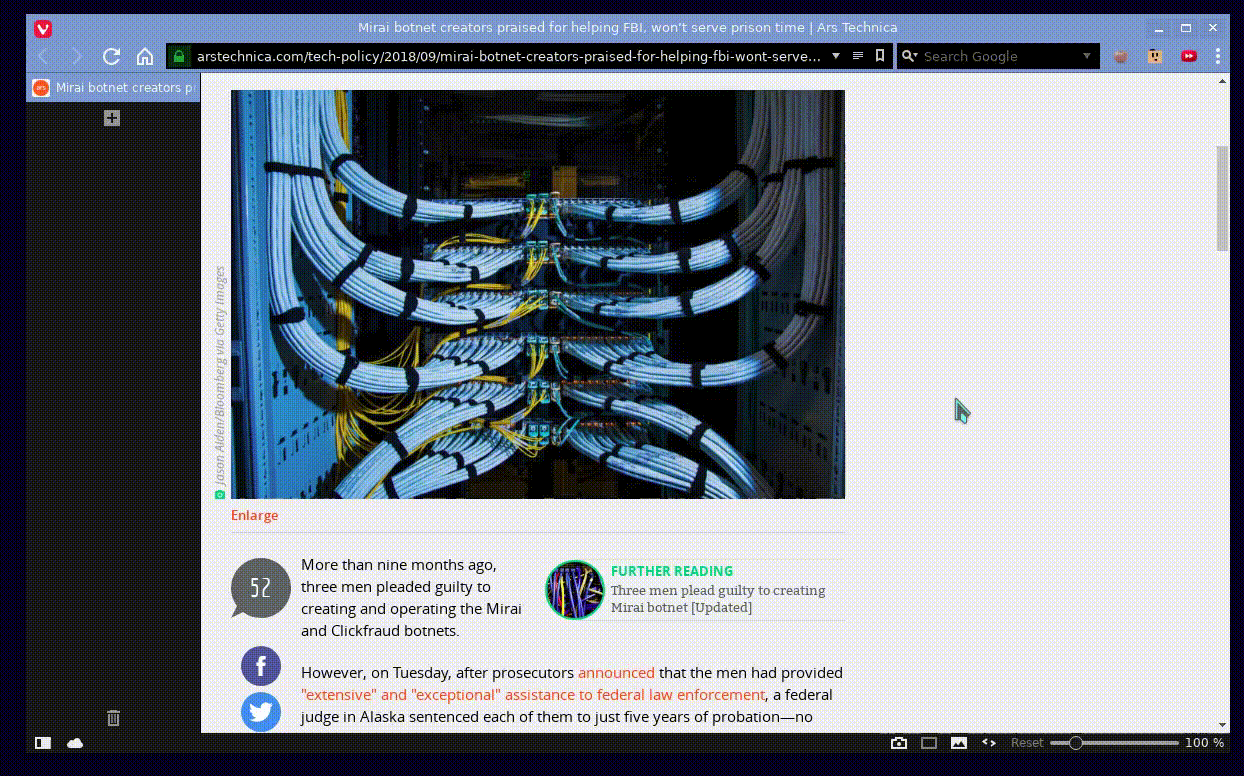 Mirai botnet creators praised for helping FBI, won't serve prison time | Ars Technica
arstechnica.com/tech-policy/2018/09/mirai-botnet-creators-praised-for-helping-fbi-wont-serve...
Search Google
ars
Mirai botnet creators p
Jason Alden/Bloomberg via Getty Images
Enlarge
52
More than nine months ago,
three men pleaded guilty to
creating and operating the Mirai
and Clickfraud botnets.
FURTHER READING
Three men plead guilty to creating
Mirai botnet [Updated]
However, on Tuesday, after prosecutors announced that the men had provided
"extensive" and "exceptional" assistance to federal law enforcement, a federal
judge in Alaska sentenced each of them to just five years of probation—no
Reset
100 %